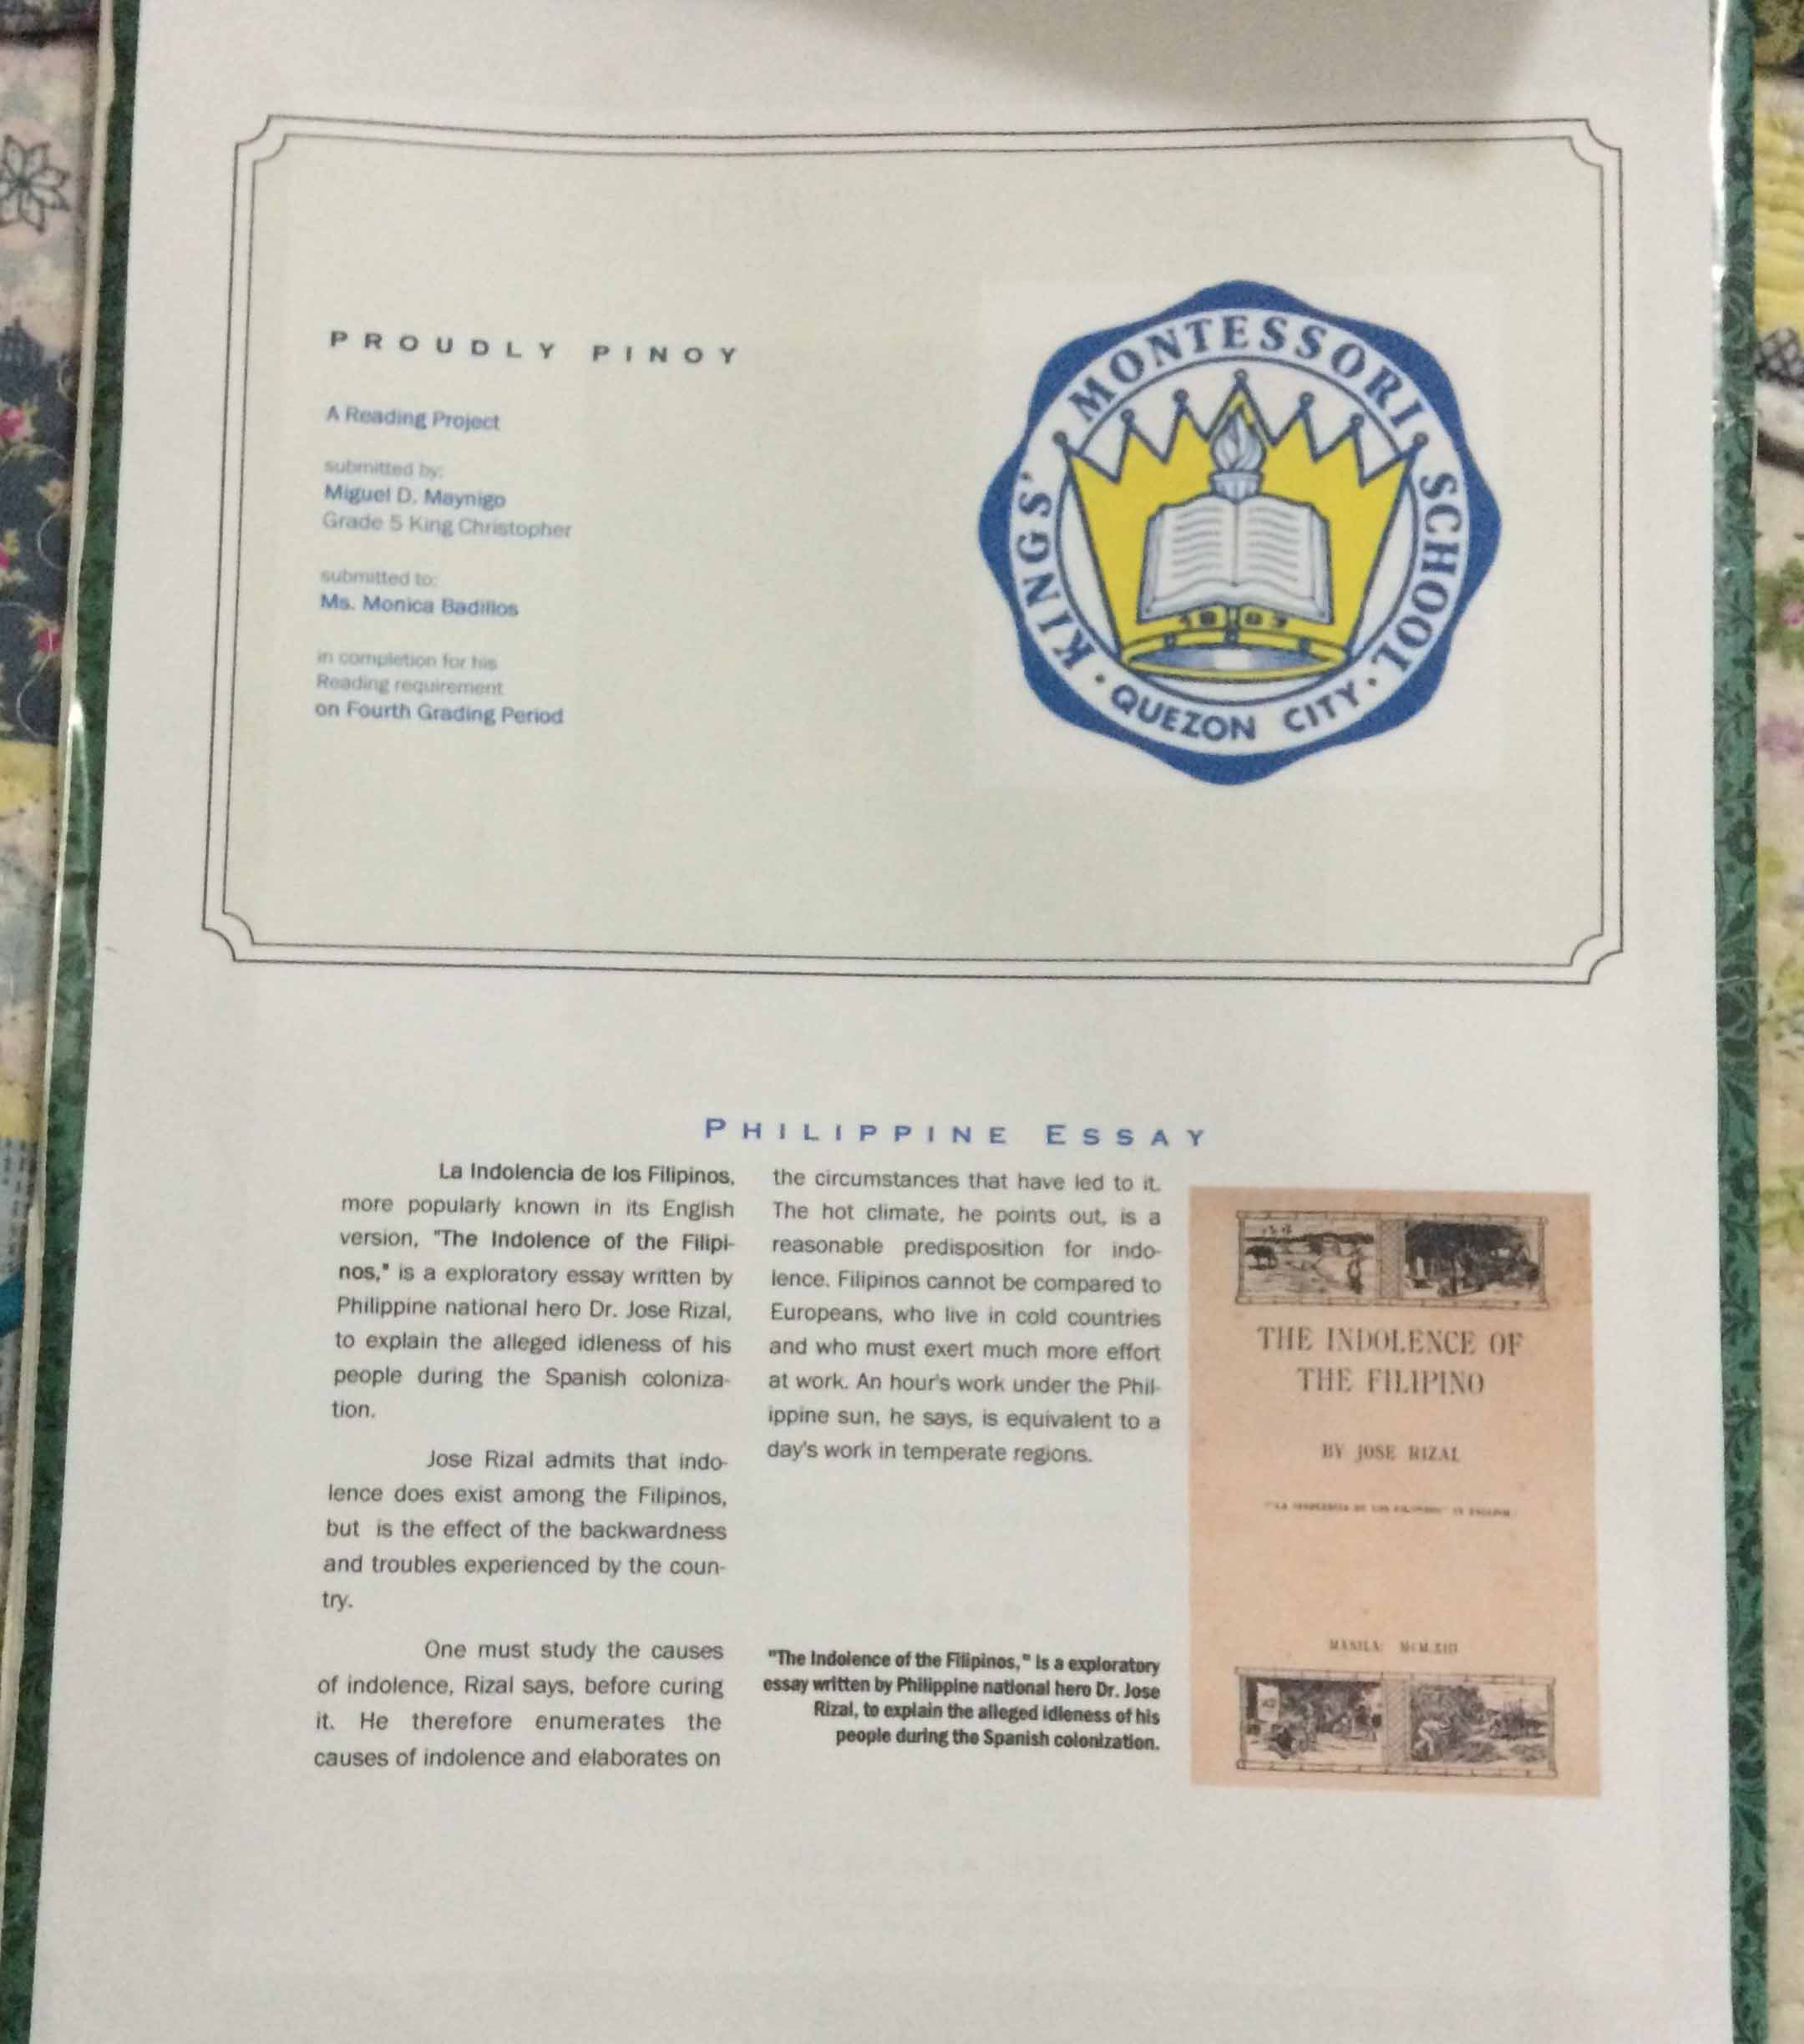 PROUDLY PINOY
A Reading Project
submitted by:
Miguel D. Maynigo
Grade 5 King Christopher
submitted to:
Ms. Monica Badillos
in completion for his
Reading requirement
on Fourth Grading Period
KINGS' MONTESSORI SCHOOL
• QUEZON CITY •
PHILIPPINE ESSAY
La Indolencia de los Filipinos,
more popularly known in its English
version, "The Indolence of the Filipi-
nos," is a exploratory essay written by
Philippine national hero Dr. Jose Rizal,
to explain the alleged idleness of his
people during the Spanish coloniza-
tion.
Jose Rizal admits that indo-
lence does exist among the Filipinos,
but is the effect of the backwardness
and troubles experienced by the coun-
try.
One must study the causes
of indolence, Rizal says, before curing
it. He therefore enumerates the
causes of indolence and elaborates on
the circumstances that have led to it.
The hot climate, he points out, is a
reasonable predisposition for indo-
lence. Filipinos cannot be compared to
Europeans, who live in cold countries
and who must exert much more effort
at work. An hour's work under the Phil-
ippine sun, he says, is equivalent to a
day's work in temperate regions.
"The Indolence of the Filipinos," is a exploratory
essay written by Philippine national hero Dr. Jose
Rizal, to explain the alleged idleness of his
people during the Spanish colonization.
THE INDOLENCE OF
THE FILIPINO
BY JOSE RIZAL
"LA INDOLENCIA DE LOS FILIPINOS" IN ENGLISH
MANILA: MCMXIII